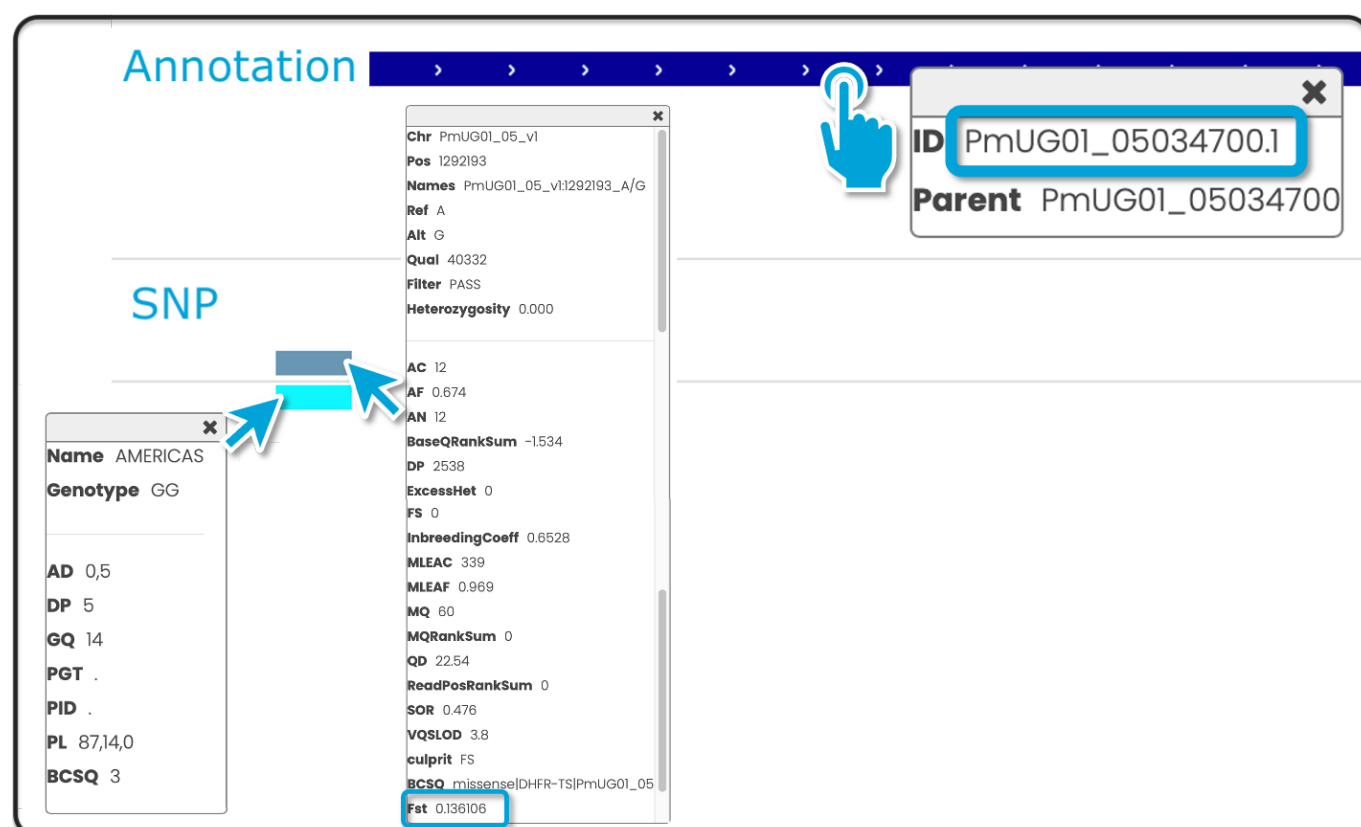 Annotation
ID PmUG01_05034700.1
Parent PmUG01_05034700
SNP
Chr PmUG01_05_v1
Pos 1292193
Names PmUG01_05_v1:1292193_A/G
Ref A
Alt G
Qual 40332
Filter PASS
Heterozygosity 0.000
AC 12
AF 0.674
AN 12
BaseQRankSum -1.534
DP 2538
ExcessHet 0
FS 0
InbreedingCoeff 0.6528
MLEAC 339
MLEAF 0.969
MQ 60
MQRankSum 0
QD 22.54
ReadPosRankSum 0
SOR 0.476
VQSLOD 3.8
culprit FS
BCSQ missense|DHFR-TS|PmUG01_05
Fst 0.136106
Name AMERICAS
Genotype GG
AD 0,5
DP 5
GQ 14
PGT .
PID .
PL 87,14,0
BCSQ 3